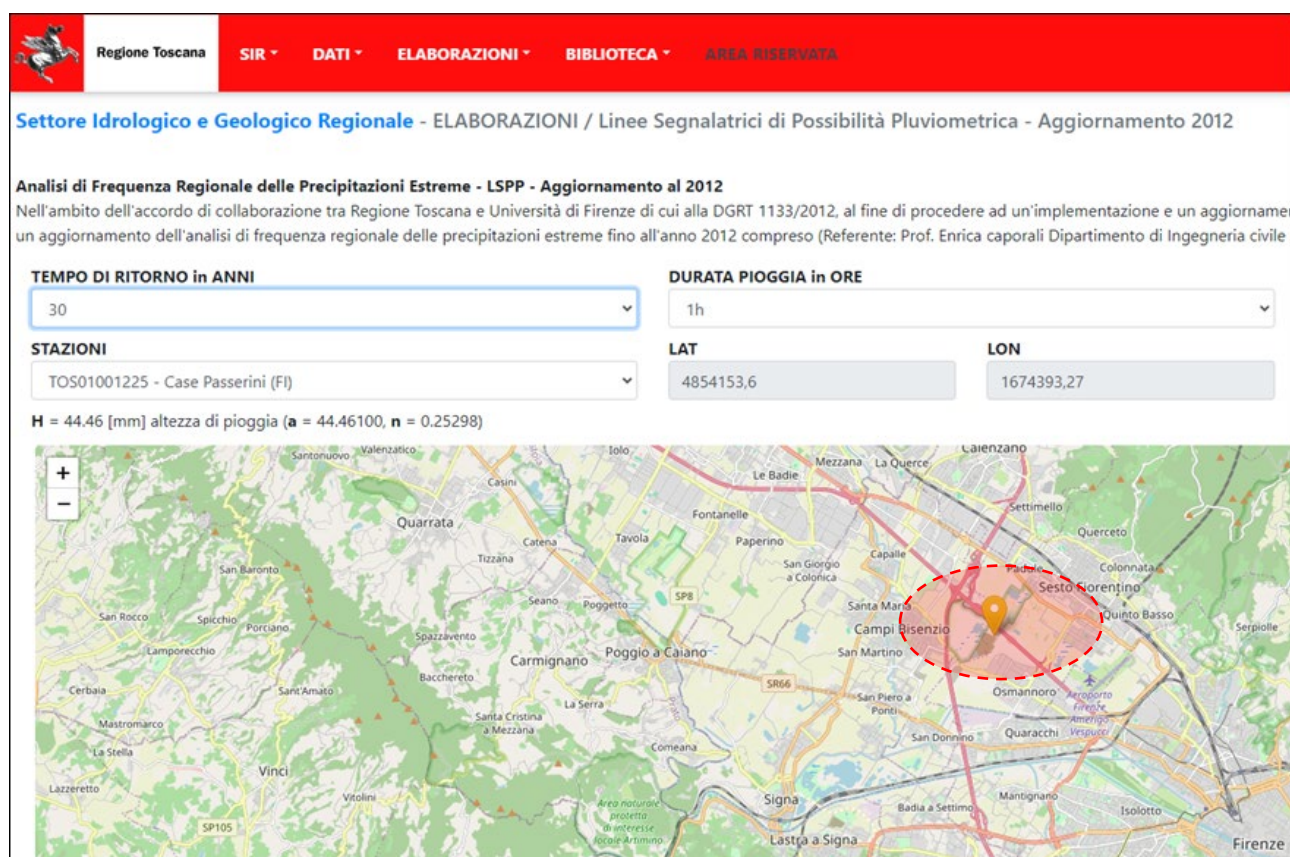 Regione Toscana SIR DATI ELABORAZIONI BIBLIOTECA AREA RISERVATA
Settore Idrologico e Geologico Regionale - ELABORAZIONI / Linee Segnalatrici di Possibilità Pluviometrica - Aggiornamento 2012
Analisi di Frequenza Regionale delle Precipitazioni Estreme - LSPP - Aggiornamento al 2012
Nell'ambito dell'accordo di collaborazione tra Regione Toscana e Università di Firenze di cui alla DGRT 1133/2012, al fine di procedere ad un'implementazione e un aggiorname
un aggiornamento dell'analisi di frequenza regionale delle precipitazioni estreme fino all'anno 2012 compreso (Referente: Prof. Enrica caporali Dipartimento di Ingegneria civile
TEMPO DI RITORNO in ANNI DURATA PIOGGIA in ORE
30 1h
STAZIONI LAT LON
TOS01001225 - Case Passerini (FI) 4854153,6 1674393,27
H = 44.46 [mm] altezza di pioggia (a = 44.46100, n = 0.25298)
+
−
Santonuovo
Valenzatico
Iolo
Calenzano
Mezzana
La Querce
Le Badie
Casini
Settimello
Fontanelle
Quarrata
Querceto
Catena
Tavola
Paperino
Capalle
Tizzana
San Giorgio
a Colonica
San Baronto
Padule
Colonnata
Sesto Fiorentino
SP8
Seano
Poggetto
Santa Maria
San Rocco
Spicchio
Porciano
Quinto Basso
Campi Bisenzio
Serpiolle
Spazzavento
Lamporecchio
Poggio a Caiano
San Martino
Carmignano
Bacchereto
SR66
Cerbaia
Sant'Amato
La Serra
San Piero a
Ponti
Osmannoro
Aeroporto
Firenze
Amerigo
Vespucci
Prato
Mastromarco
Santa Cristina
a Mezzana
San Donnino
Quaracchi
La Stella
Comeana
Vinci
Lazzeretto
Vitolini
Area naturale
protetta
di interesse
locale Artimino
Signa
Mantignano
Badia a Settimo
Isolotto
SP105
Lastra a Signa
Firenze